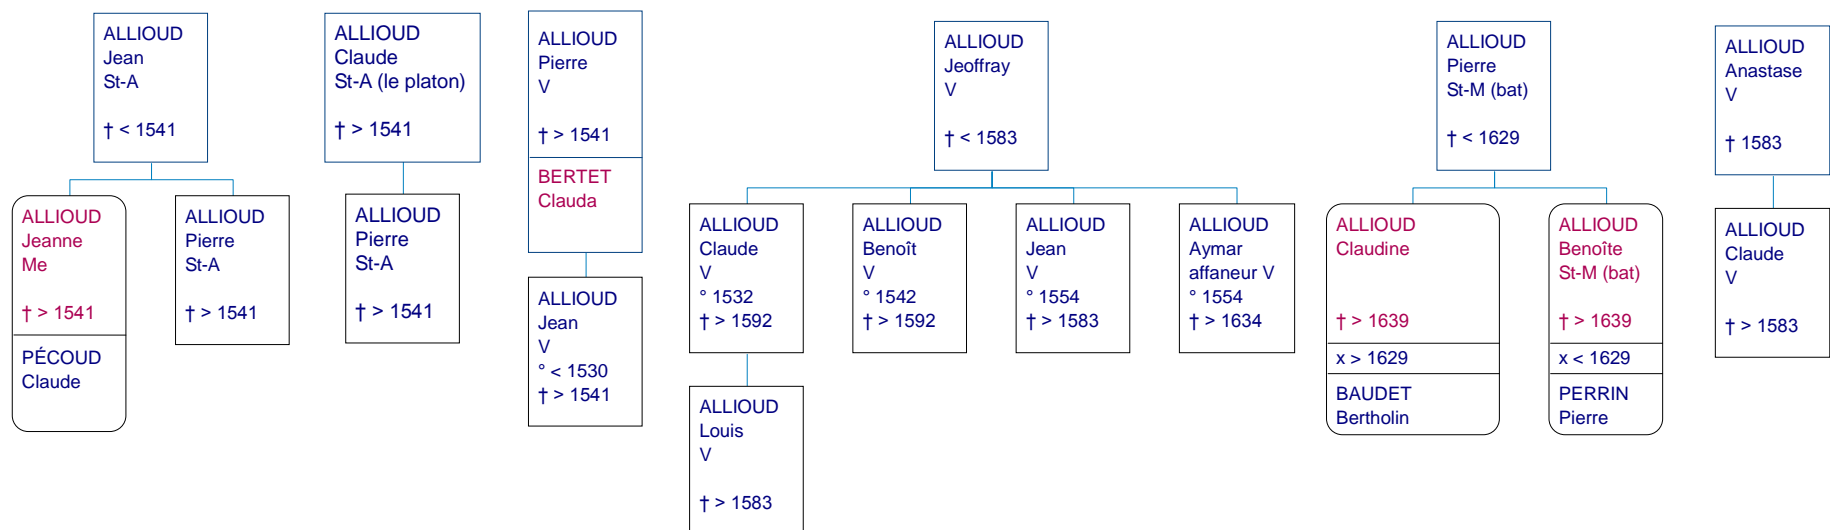 ALLIOUD
Jean
St-A
† < 1541
ALLIOUD
Jeanne
Me
† > 1541
PÉCOUD
Claude
ALLIOUD
Pierre
St-A
† > 1541
ALLIOUD
Claude
St-A (le platon)
† > 1541
ALLIOUD
Pierre
St-A
† > 1541
ALLIOUD
Pierre
V
† > 1541
BERTET
Clauda
ALLIOUD
Jean
V
° < 1530
† > 1541
ALLIOUD
Jeoffray
V
† < 1583
ALLIOUD
Claude
V
° 1532
† > 1592
ALLIOUD
Louis
V
† > 1583
ALLIOUD
Benoît
V
° 1542
† > 1592
ALLIOUD
Jean
V
° 1554
† > 1583
ALLIOUD
Aymar
affaneur V
° 1554
† > 1634
ALLIOUD
Pierre
St-M (bat)
† < 1629
ALLIOUD
Claudine
† > 1639
x > 1629
BAUDET
Bertholin
ALLIOUD
Benoîte
St-M (bat)
† > 1639
x < 1629
PERRIN
Pierre
ALLIOUD
Anastase
V
† 1583
ALLIOUD
Claude
V
† > 1583